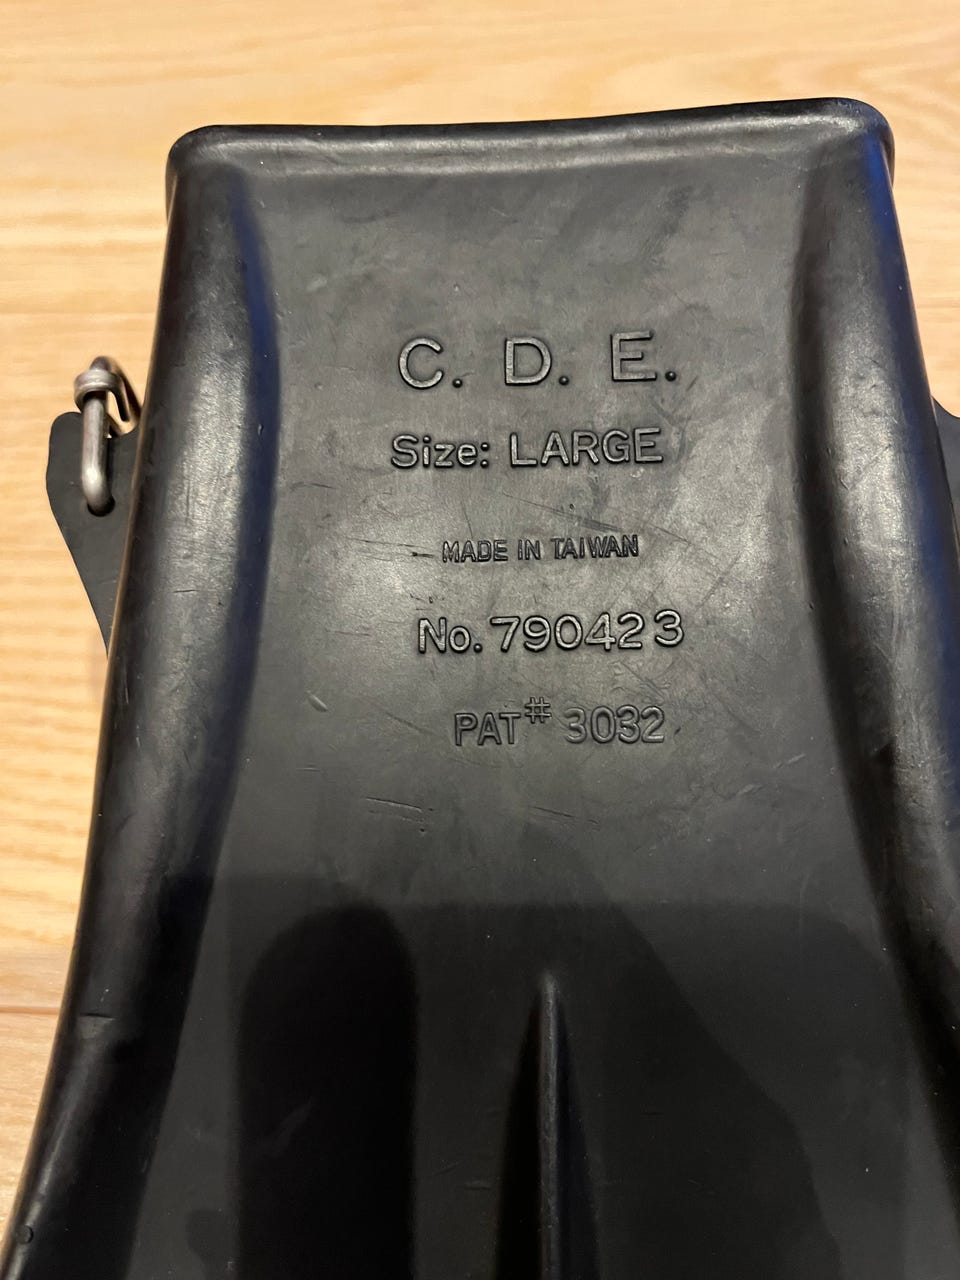 C. D. E.
Size: LARGE
MADE IN TAIWAN
No. 790423
PAT# 3032